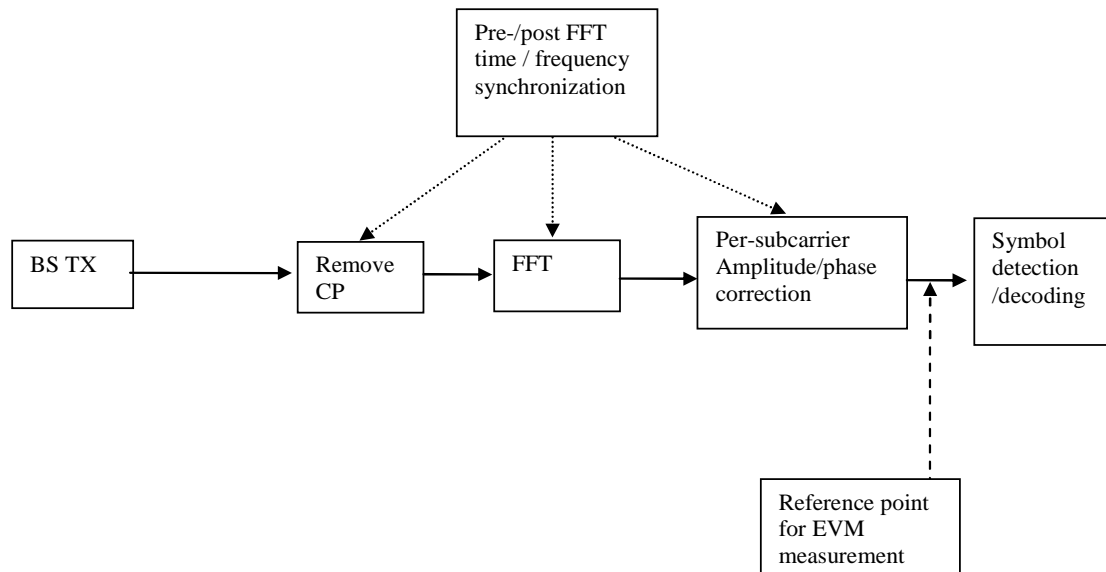 Pre-/post FFT
time / frequency
synchronization
BS TX
Remove
CP
FFT
Per-subcarrier
Amplitude/phase
correction
Symbol
detection
/decoding
Reference point
for EVM
measurement